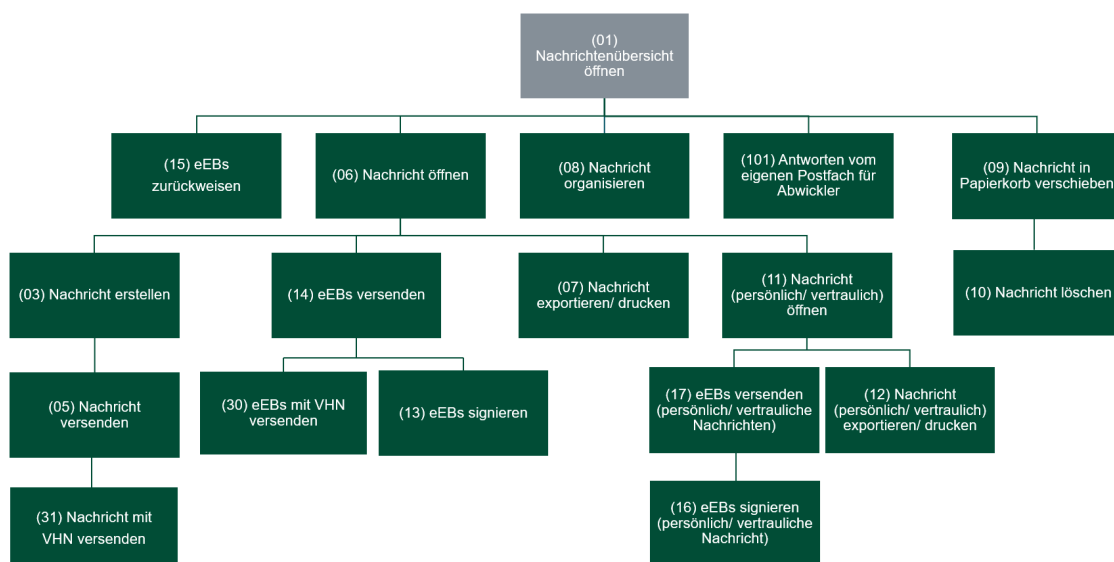 (01)
Nachrichtenübersicht
öffnen
(15) eEBs
zurückweisen
(06) Nachricht öffnen
(08) Nachricht
organisieren
(101) Antworten vom
eigenen Postfach für
Abwickler
(09) Nachricht in
Papierkorb verschieben
(03) Nachricht erstellen
(14) eEBs versenden
(07) Nachricht
exportieren/ drucken
(11) Nachricht
(persönlich/ vertraulich)
öffnen
(10) Nachricht löschen
(05) Nachricht
versenden
(30) eEBs mit VHN
versenden
(13) eEBs signieren
(17) eEBs versenden
(persönlich/ vertrauliche
Nachrichten)
(12) Nachricht
(persönlich/ vertraulich)
exportieren/ drucken
(31) Nachricht mit
VHN versenden
(16) eEBs signieren
(persönlich/ vertrauliche
Nachricht)